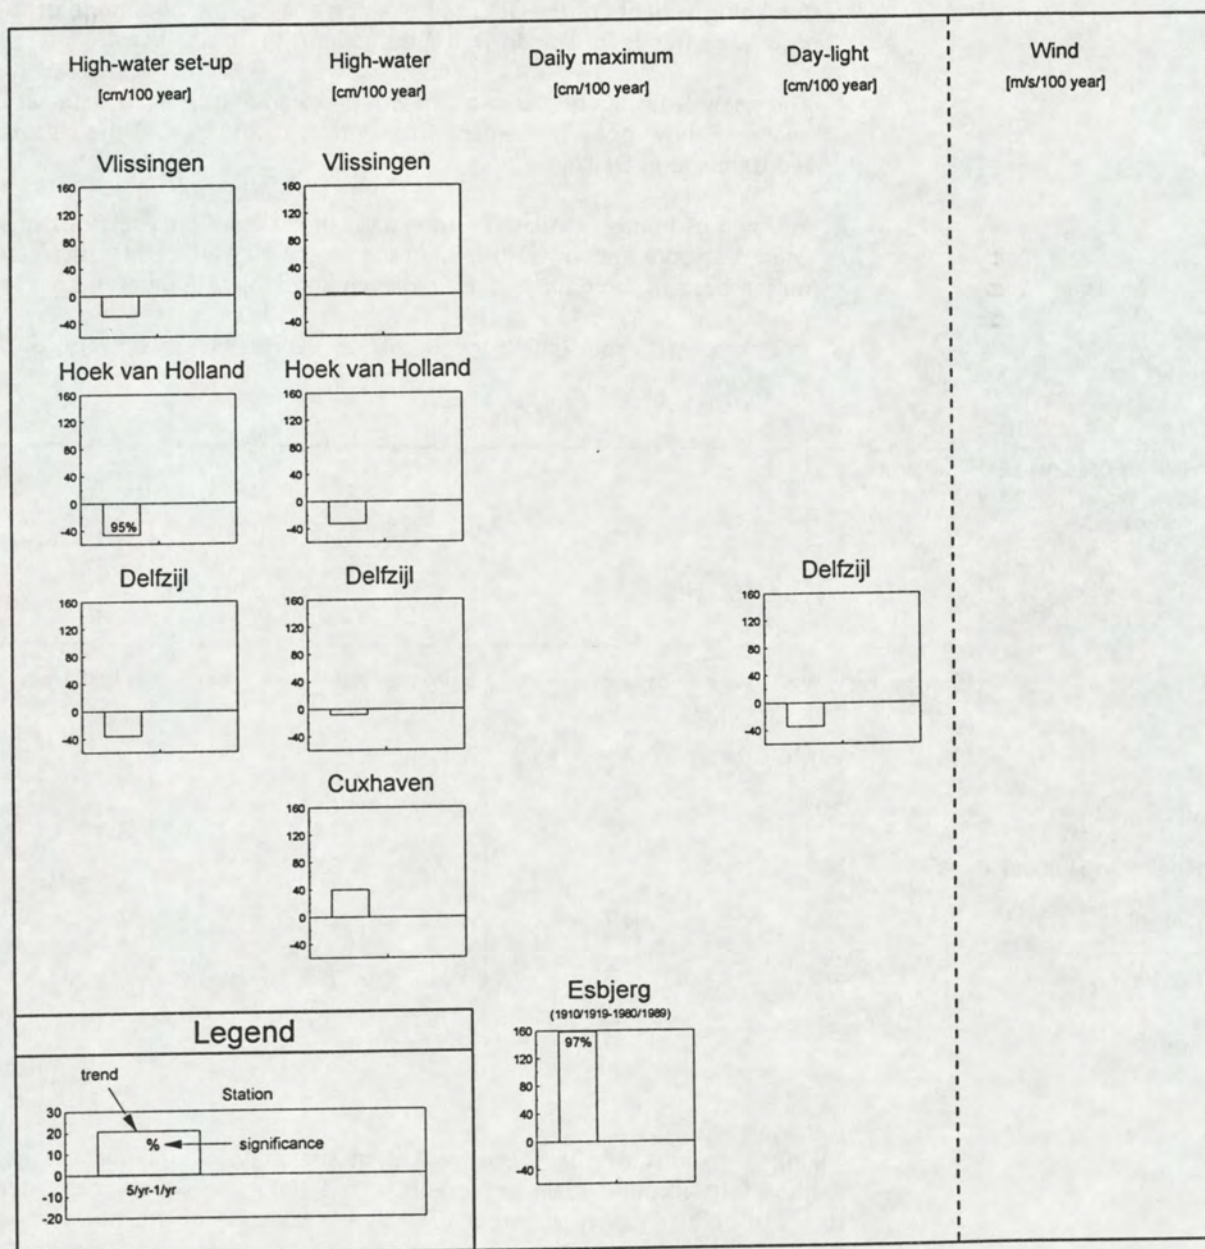 High-water set-up High-water Daily maximum Day-light Wind
[cm/100 year] [cm/100 year] [cm/100 year] [cm/100 year] [m/s/100 year]
Vlissingen Vlissingen
160 160
120 120
80 80
40 40
0 0
-40 -40
Hoek van Holland Hoek van Holland
160 160
120 120
80 80
40 40
0 0
-40 95% -40
Delfzijl Delfzijl Delfzijl
160 160 160
120 120 120
80 80 80
40 40 40
0 0 0
-40 -40 -40
Cuxhaven
160
120
80
40
0
-40
Esbjerg
(1910/1919-1980/1989)
160
97%
120
80
40
0
-40
Legend
trend
Station
30
20
% significance
10
0
5/yr-1/yr
-10
-20